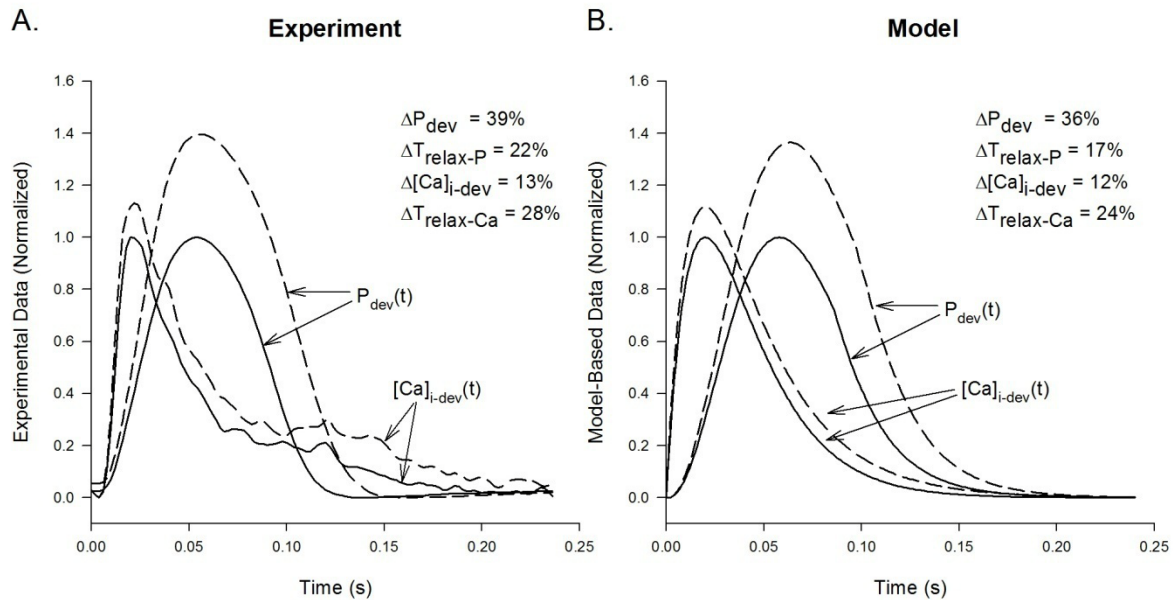 A.
Experiment
Experimental Data (Normalized)
1.6
1.4
1.2
1.0
0.8
0.6
0.4
0.2
0.0
ΔPdev = 39%
ΔTrelax-P = 22%
Δ[Ca]i-dev = 13%
ΔTrelax-Ca = 28%
Pdev(t)
[Ca]i-dev(t)
0.00 0.05 0.10 0.15 0.20 0.25
Time (s)
B.
Model
Model-Based Data (Normalized)
1.6
1.4
1.2
1.0
0.8
0.6
0.4
0.2
0.0
ΔPdev = 36%
ΔTrelax-P = 17%
Δ[Ca]i-dev = 12%
ΔTrelax-Ca = 24%
Pdev(t)
[Ca]i-dev(t)
0.00 0.05 0.10 0.15 0.20 0.25
Time (s)